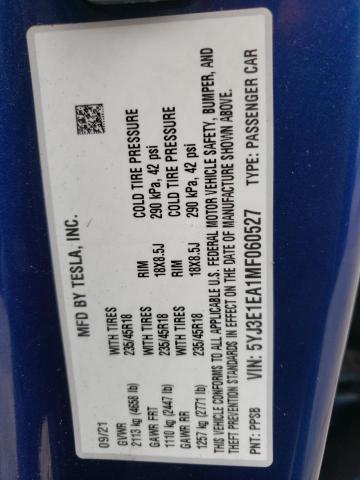 MFD BY TESLA, INC.
09/21
GVWR
2113 kg (4658 lb)
GAWR FRT WITH TIRES RIM COLD TIRE PRESSURE
1110 kg (2447 lb) 235/45R18 18X8.5J 290 kPa, 42 psi
GAWR RR WITH TIRES RIM COLD TIRE PRESSURE
1257 kg (2771 lb) 235/45R18 18X8.5J 290 kPa, 42 psi
THIS VEHICLE CONFORMS TO ALL APPLICABLE U.S. FEDERAL MOTOR VEHICLE SAFETY, BUMPER, AND
THEFT PREVENTION STANDARDS IN EFFECT ON THE DATE OF MANUFACTURE SHOWN ABOVE.
PNT: PPSB VIN: 5YJ3E1EA1MF060527 TYPE: PASSENGER CAR